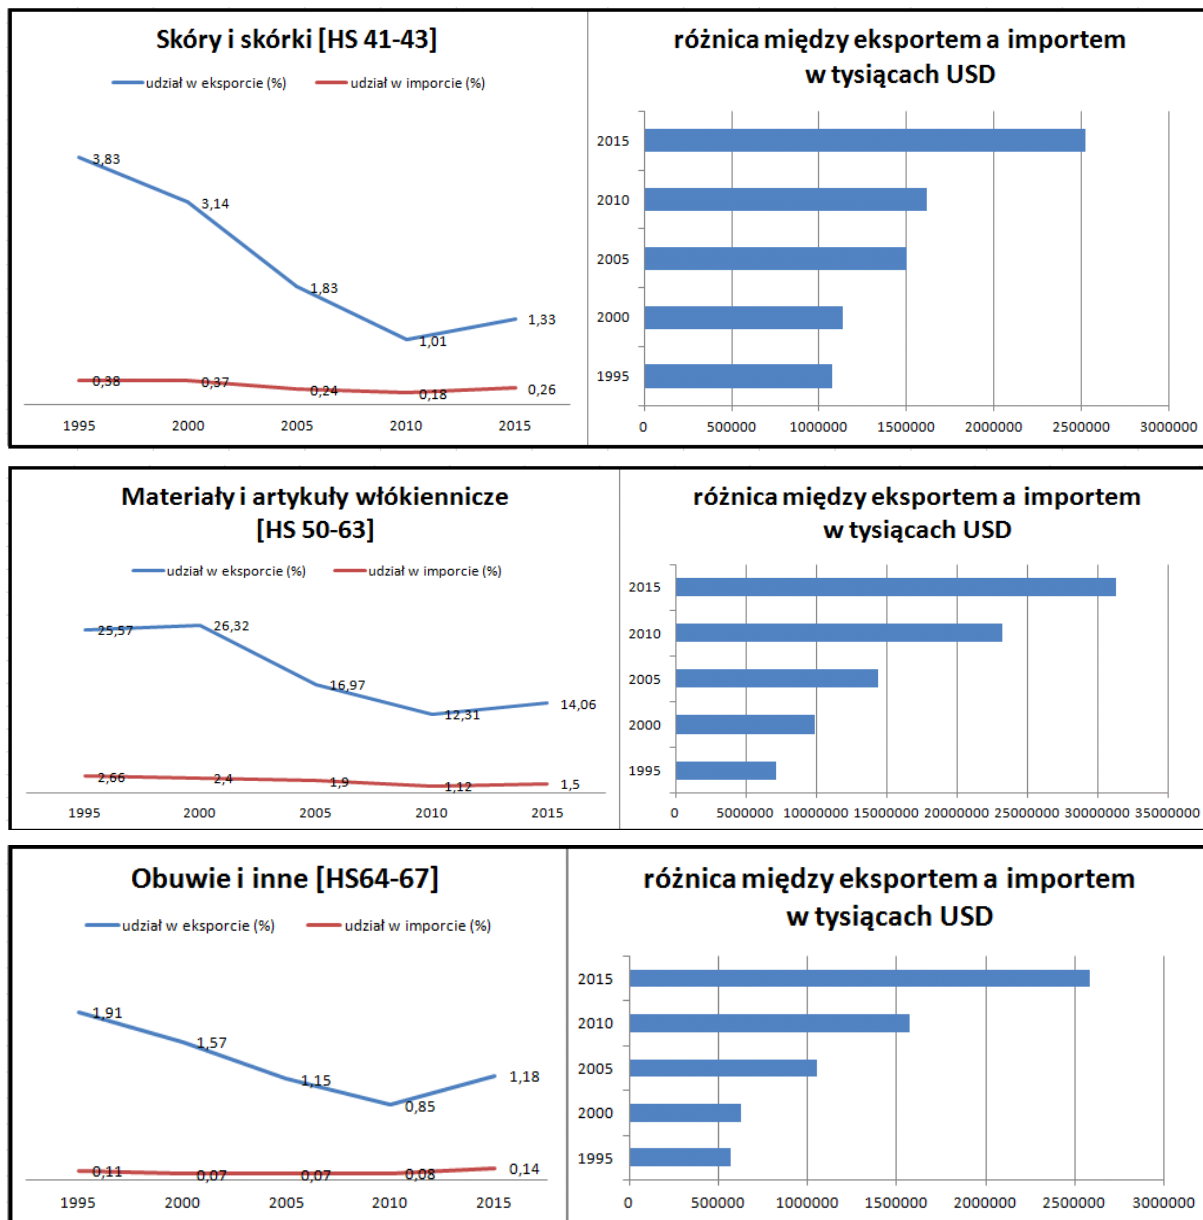 Skóry i skórki [HS 41-43]
udział w eksporcie (%) udział w imporcie (%)
3,83
3,14
1,83
1,01
1,33
0,38 0,37 0,24 0,18 0,26
1995 2000 2005 2010 2015
różnica między eksportem a importem
w tysiącach USD
2015
2010
2005
2000
1995
0 500000 1000000 1500000 2000000 2500000 3000000
Materiały i artykuły włókiennicze
[HS 50-63]
udział w eksporcie (%) udział w imporcie (%)
25,57 26,32
16,97
12,31
14,06
2,66 2,4 1,9 1,12 1,5
1995 2000 2005 2010 2015
różnica między eksportem a importem
w tysiącach USD
2015
2010
2005
2000
1995
0 5000000 10000000 15000000 20000000 25000000 30000000 35000000
Obuwie i inne [HS64-67]
udział w eksporcie (%) udział w imporcie (%)
1,91
1,57
1,15
0,85
1,18
0,11 0,07 0,07 0,08 0,14
1995 2000 2005 2010 2015
różnica między eksportem a importem
w tysiącach USD
2015
2010
2005
2000
1995
0 500000 1000000 1500000 2000000 2500000 3000000